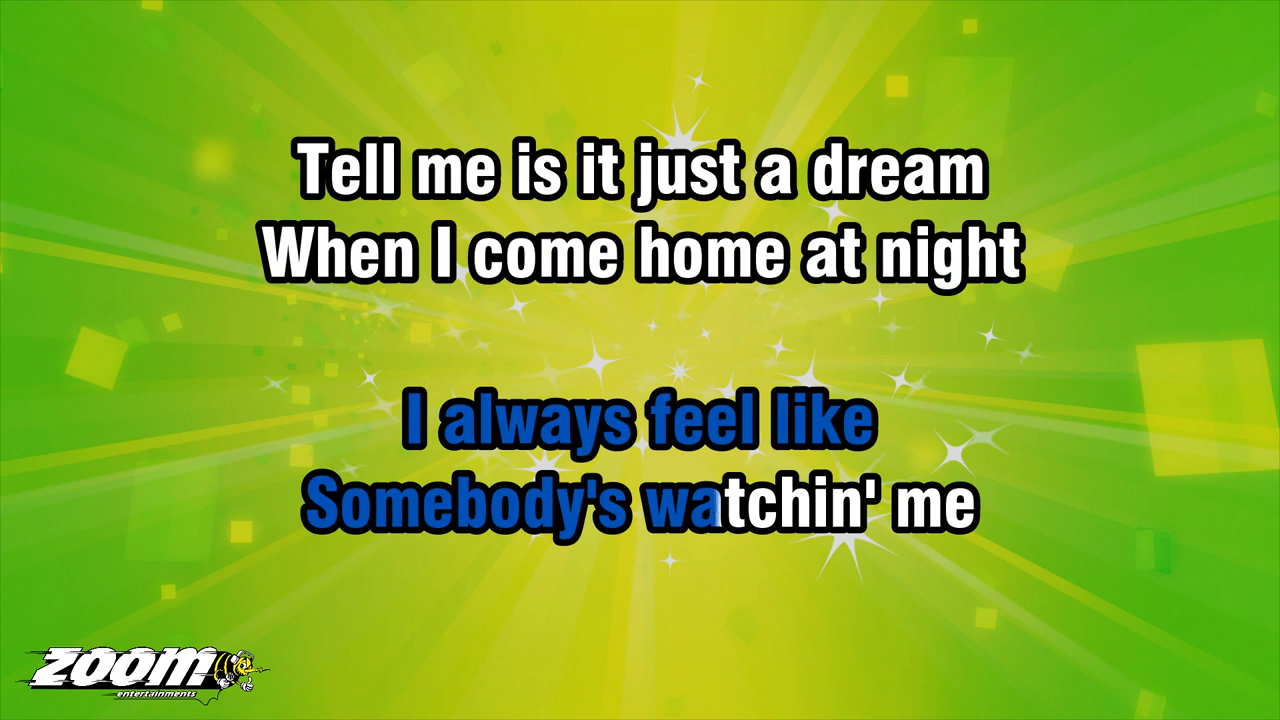 Tell me is it just a dream
When I come home at night
I always feel like
Somebody's watchin' me
zoom
entertainments